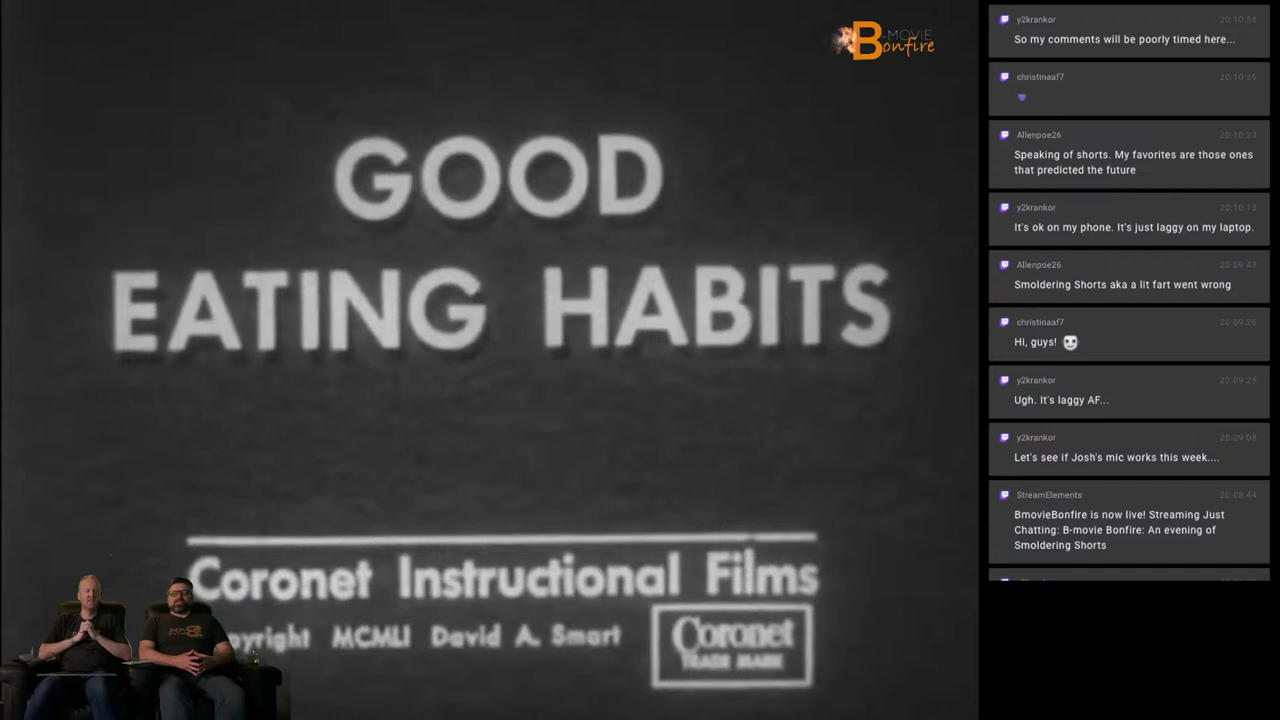 B-MOVIE
Bonfire
GOOD
EATING HABITS
Coronet Instructional Films
MCMLI David A. Smart
Coronet
TRADE MARK
y2krankor 20:10:58
So my comments will be poorly timed here...
christinaaf7 20:10:35
💜
Allenpoe26 20:10:23
Speaking of shorts. My favorites are those ones
that predicted the future
y2krankor 20:10:13
It's ok on my phone. It's just laggy on my laptop.
Allenpoe26 20:09:48
Smoldering Shorts aka a lit fart went wrong
christinaaf7 20:09:26
Hi, guys!
y2krankor 20:09:25
Ugh. It's laggy AF...
y2krankor 20:09:08
Let's see if Josh's mic works this week....
StreamElements 20:08:44
BmovieBonfire is now live! Streaming Just
Chatting: B-movie Bonfire: An evening of
Smoldering Shorts